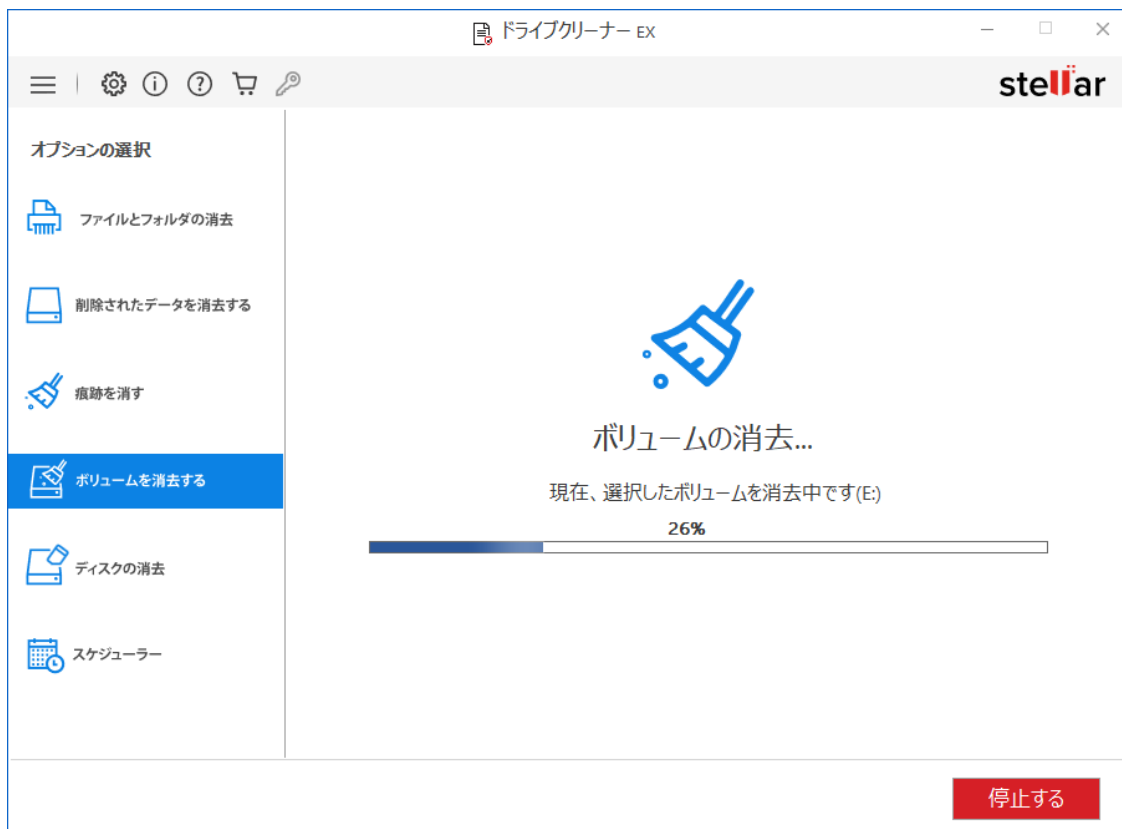 ドライブクリーナー EX
stellar
オプションの選択
ファイルとフォルダの消去
削除されたデータを消去する
痕跡を消す
ボリュームを消去する
ディスクの消去
スケジューラー
ボリュームの消去...
現在、選択したボリュームを消去中です(E:)
26%
停止する